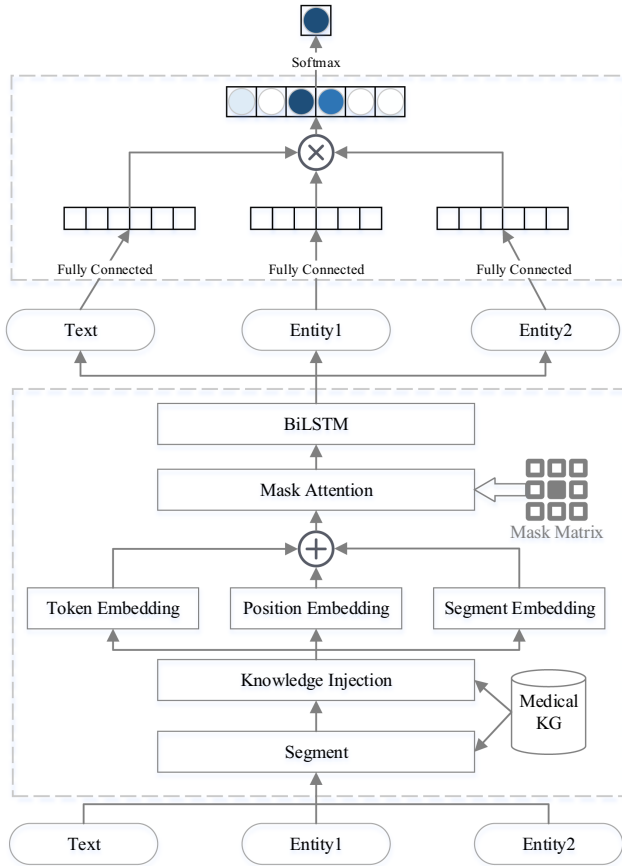 Softmax
Fully Connected
Fully Connected
Fully Connected
Text
Entity1
Entity2
BiLSTM
Mask Attention
Mask Matrix
Token Embedding
Position Embedding
Segment Embedding
Knowledge Injection
Medical
KG
Segment
Text
Entity1
Entity2